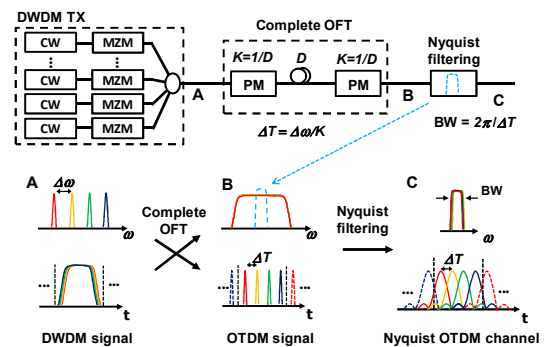 DWDM TX
Complete OFT
CW MZM
CW MZM
CW MZM
CW MZM
K=1/D D K=1/D
PM PM
A
B
C
Nyquist
filtering
ΔT = Δω/K
BW = 2π/ΔT
A
Δω
ω
... ...
t
DWDM signal
Complete
OFT
B
ω
ΔT
... ...
t
OTDM signal
Nyquist
filtering
C
BW
ω
ΔT
... ...
t
Nyquist OTDM channel